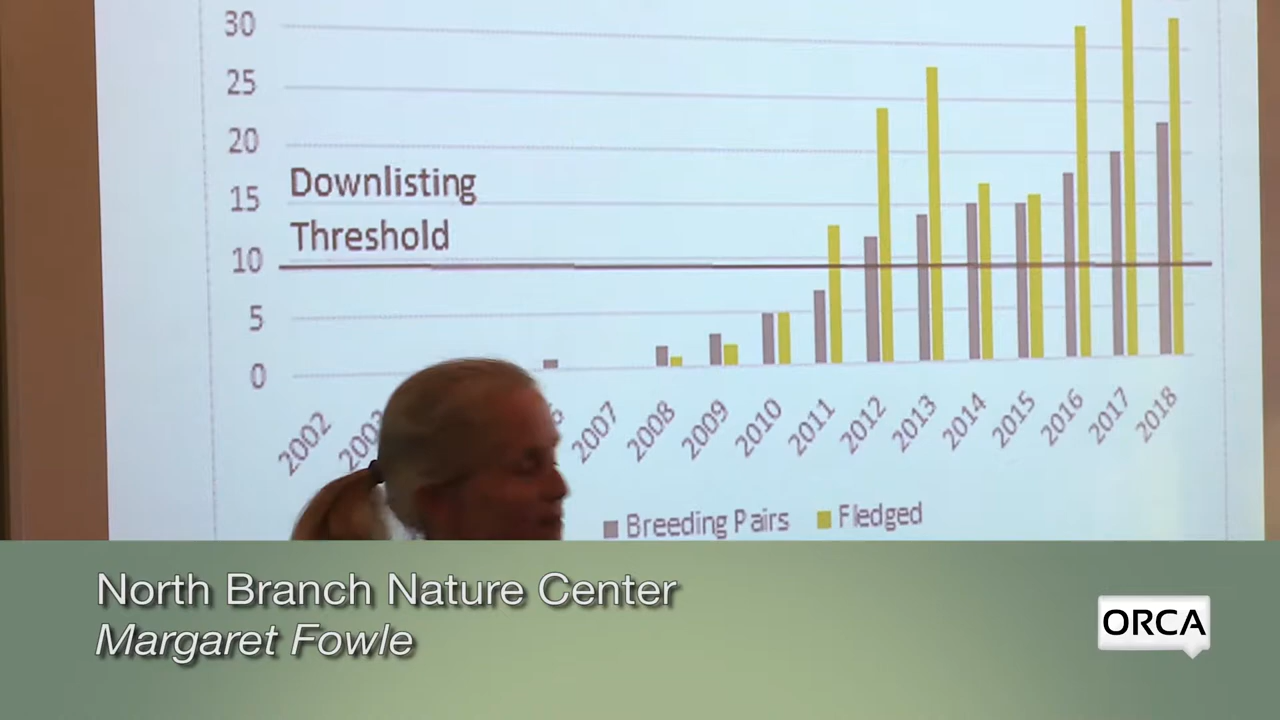 30
25
20
Downlisting
15
Threshold
10
5
0
2002
2007
2008
2009
2010
2011
2012
2013
2014
2015
2016
2017
2018
Breeding Pairs
Fledged
North Branch Nature Center
Margaret Fowle
ORCA